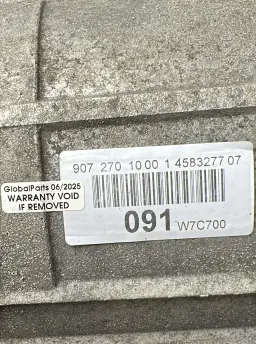 907 270 10 00 1 4583277 07
GlobalParts 06/2025
WARRANTY VOID
IF REMOVED
091 W7C700